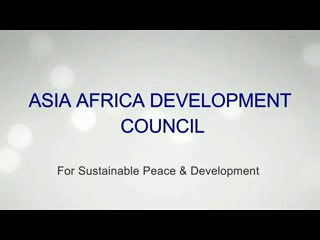 ASIA AFRICA DEVELOPMENT
COUNCIL
For Sustainable Peace & Development